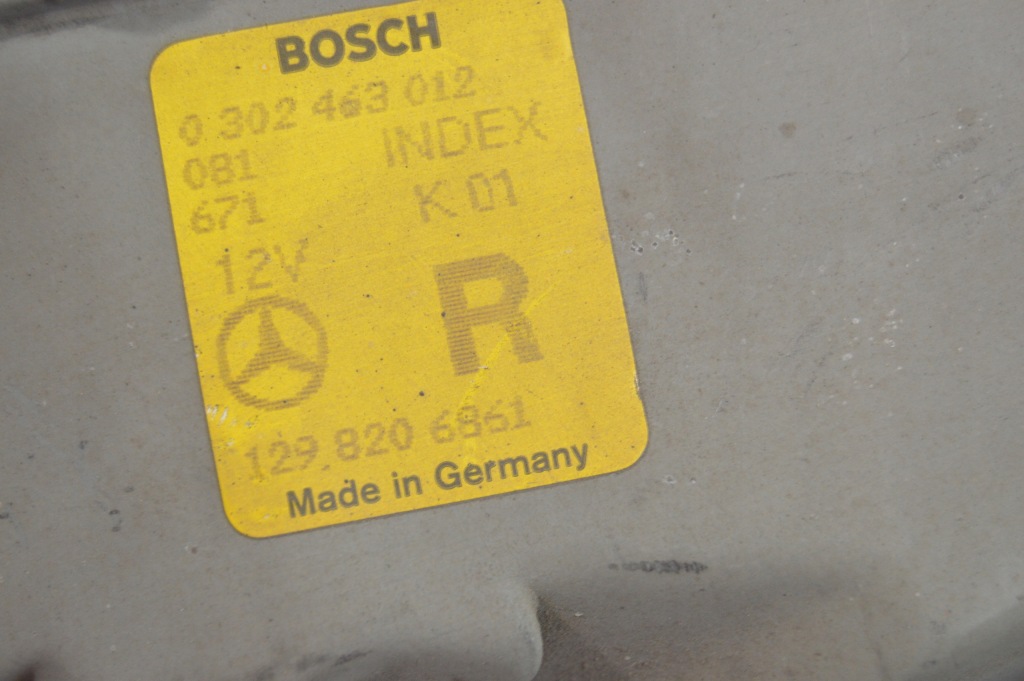 BOSCH
0 302 463 012
081 INDEX
671 K 01
12V
R
129.820 6861
Made in Germany